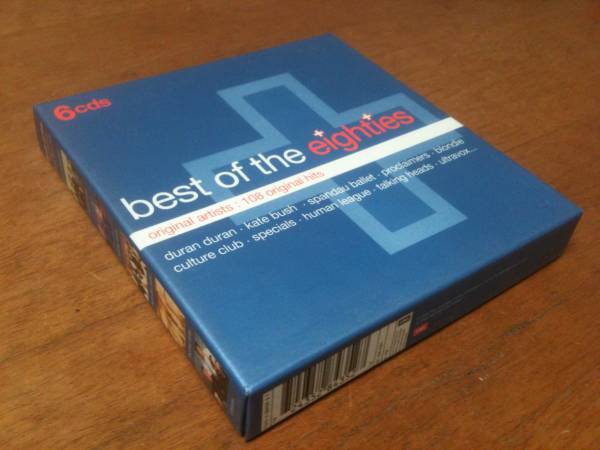 6cds
best of the eighties
original artists : 108 original hits
duran duran · kate bush · spandau ballet · proclaimers · blondie
culture club · specials · human league · talking heads · ultravox...